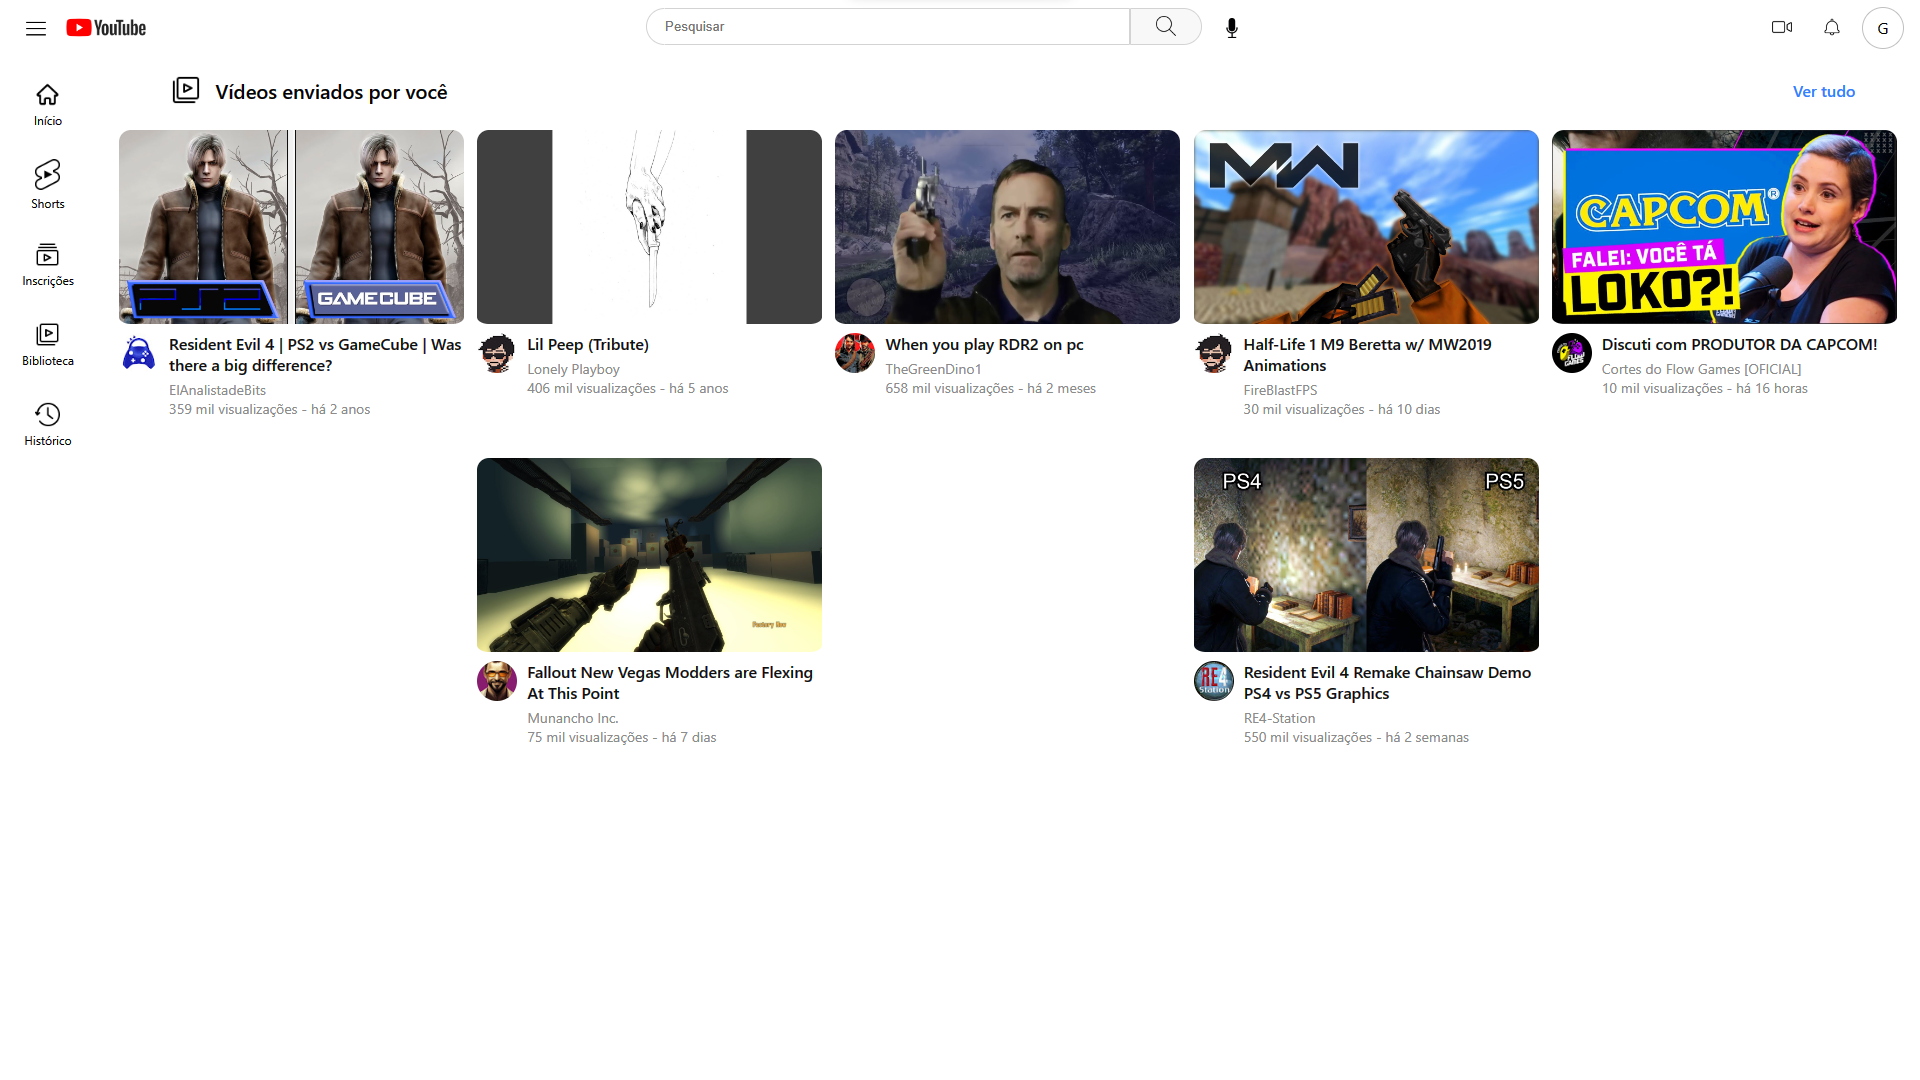 YouTube
Pesquisar
G
Início
Shorts
Inscrições
Biblioteca
Histórico
Vídeos enviados por você
Ver tudo
PS2
GAMECUBE
Resident Evil 4 | PS2 vs GameCube | Was
there a big difference?
ElAnalistadeBits
359 mil visualizações - há 2 anos
Lil Peep (Tribute)
Lonely Playboy
406 mil visualizações - há 5 anos
When you play RDR2 on pc
TheGreenDino1
658 mil visualizações - há 2 meses
MW
Half-Life 1 M9 Beretta w/ MW2019
Animations
FireBlastFPS
30 mil visualizações - há 10 dias
CAPCOM®
FALEI: VOCÊ TÁ
LOKO?!
FLOW
GAMES
Discuti com PRODUTOR DA CAPCOM!
Cortes do Flow Games [OFICIAL]
10 mil visualizações - há 16 horas
Fallout New Vegas Modders are Flexing
At This Point
Munancho Inc.
75 mil visualizações - há 7 dias
PS4
PS5
RE4
Station
Resident Evil 4 Remake Chainsaw Demo
PS4 vs PS5 Graphics
RE4-Station
550 mil visualizações - há 2 semanas